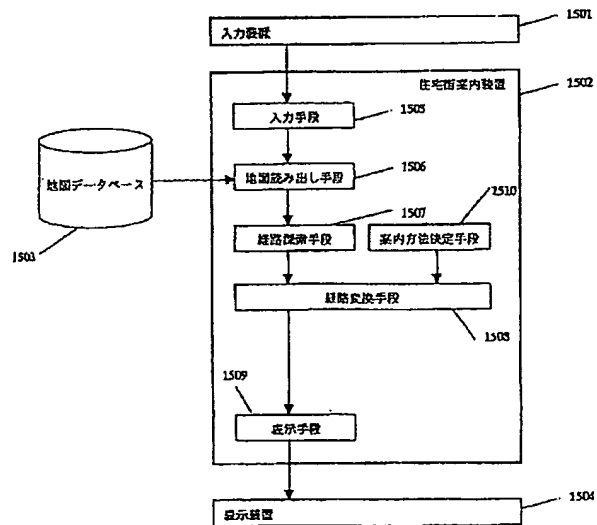 入力装置
1501
住宅街案内装置
1502
入力手段
1505
地図データベース
1503
地図読み出し手段
1506
1507
1510
経路探索手段
案内方法決定手段
経路変換手段
1508
1509
表示手段
表示装置
1504